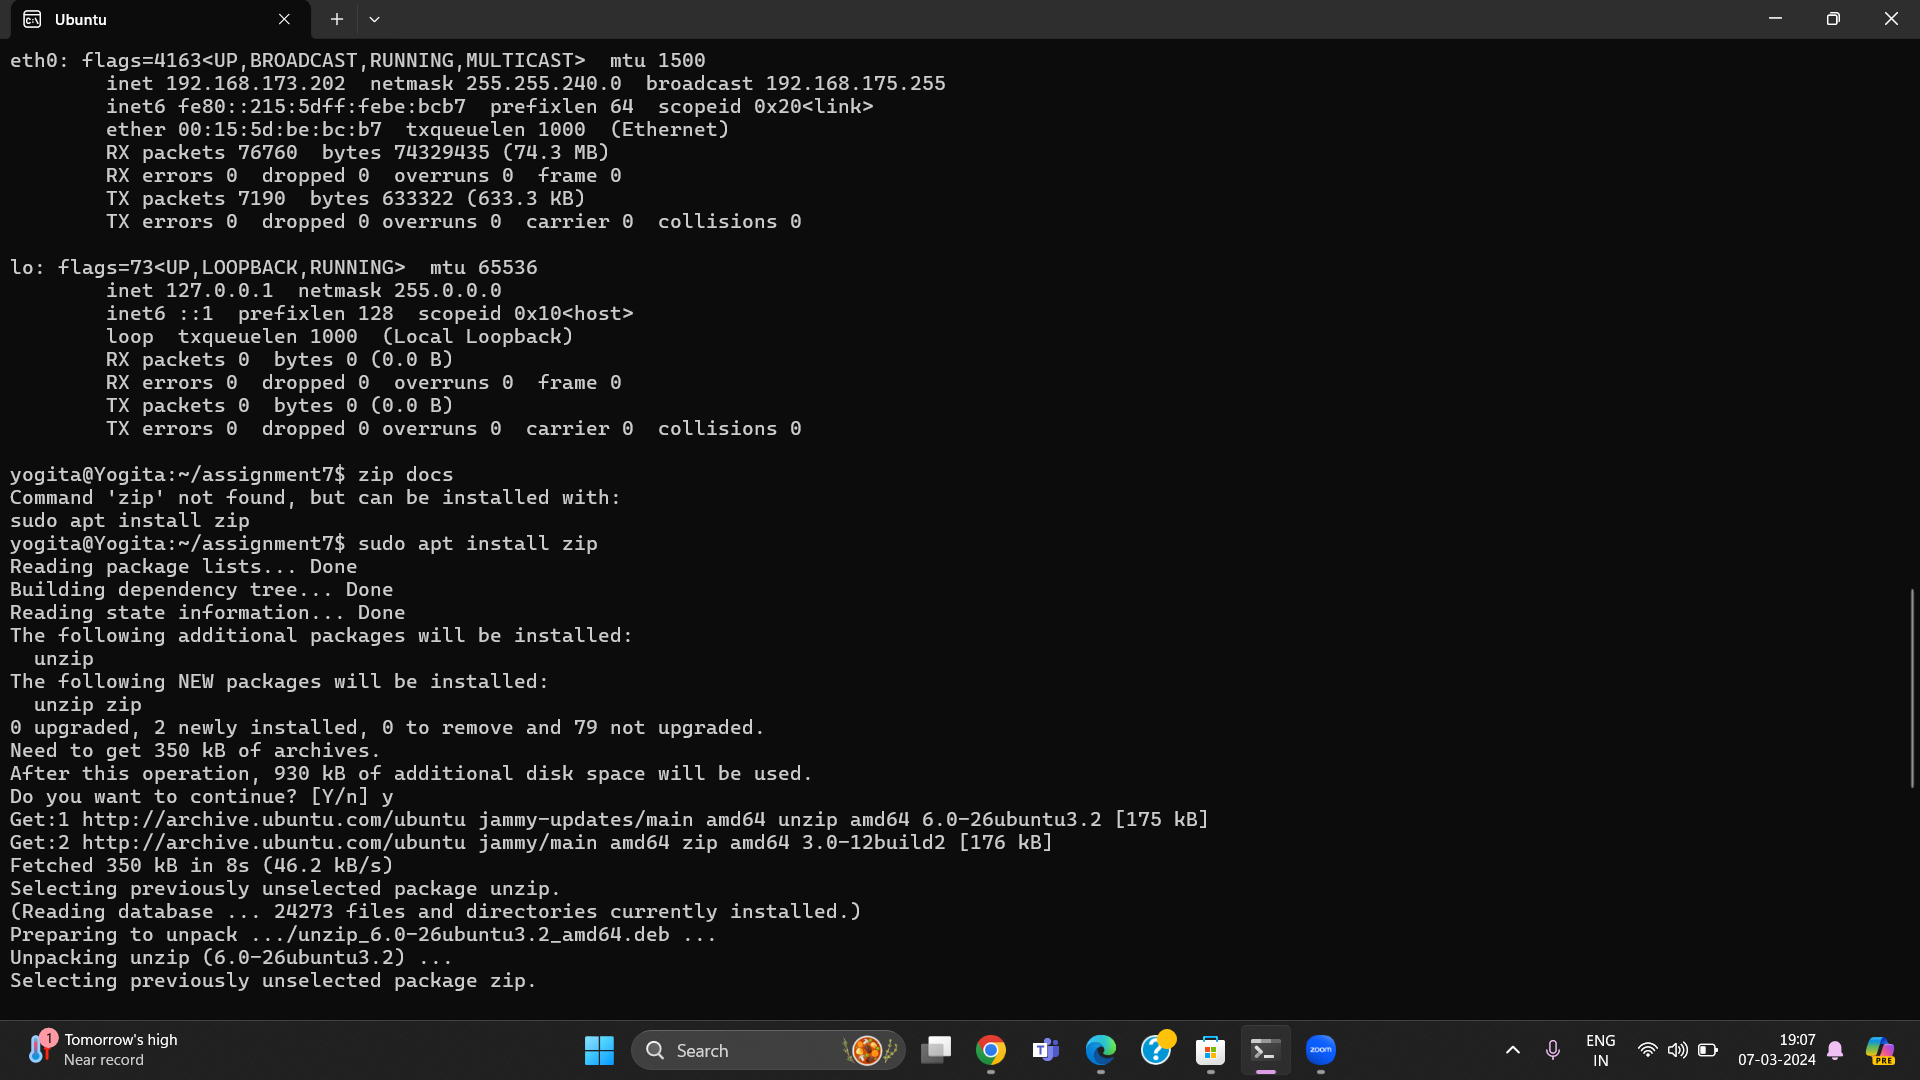 Ubuntu
eth0: flags=4163<UP,BROADCAST,RUNNING,MULTICAST>  mtu 1500
        inet 192.168.173.202  netmask 255.255.240.0  broadcast 192.168.175.255
        inet6 fe80::215:5dff:febe:bcb7  prefixlen 64  scopeid 0x20<link>
        ether 00:15:5d:be:bc:b7  txqueuelen 1000  (Ethernet)
        RX packets 76760  bytes 74329435 (74.3 MB)
        RX errors 0  dropped 0  overruns 0  frame 0
        TX packets 7190  bytes 633322 (633.3 KB)
        TX errors 0  dropped 0 overruns 0  carrier 0  collisions 0
lo: flags=73<UP,LOOPBACK,RUNNING>  mtu 65536
        inet 127.0.0.1  netmask 255.0.0.0
        inet6 ::1  prefixlen 128  scopeid 0x10<host>
        loop  txqueuelen 1000  (Local Loopback)
        RX packets 0  bytes 0 (0.0 B)
        RX errors 0  dropped 0  overruns 0  frame 0
        TX packets 0  bytes 0 (0.0 B)
        TX errors 0  dropped 0 overruns 0  carrier 0  collisions 0
yogita@Yogita:~/assignment7$ zip docs
Command 'zip' not found, but can be installed with:
sudo apt install zip
yogita@Yogita:~/assignment7$ sudo apt install zip
Reading package lists... Done
Building dependency tree... Done
Reading state information... Done
The following additional packages will be installed:
  unzip
The following NEW packages will be installed:
  unzip zip
0 upgraded, 2 newly installed, 0 to remove and 79 not upgraded.
Need to get 350 kB of archives.
After this operation, 930 kB of additional disk space will be used.
Do you want to continue? [Y/n] y
Get:1 http://archive.ubuntu.com/ubuntu jammy-updates/main amd64 unzip amd64 6.0-26ubuntu3.2 [175 kB]
Get:2 http://archive.ubuntu.com/ubuntu jammy/main amd64 zip amd64 3.0-12build2 [176 kB]
Fetched 350 kB in 8s (46.2 kB/s)
Selecting previously unselected package unzip.
(Reading database ... 24273 files and directories currently installed.)
Preparing to unpack .../unzip_6.0-26ubuntu3.2_amd64.deb ...
Unpacking unzip (6.0-26ubuntu3.2) ...
Selecting previously unselected package zip.
1
Tomorrow's high
Near record
Search
zoom
ENG
IN
19:07
07-03-2024
PRE